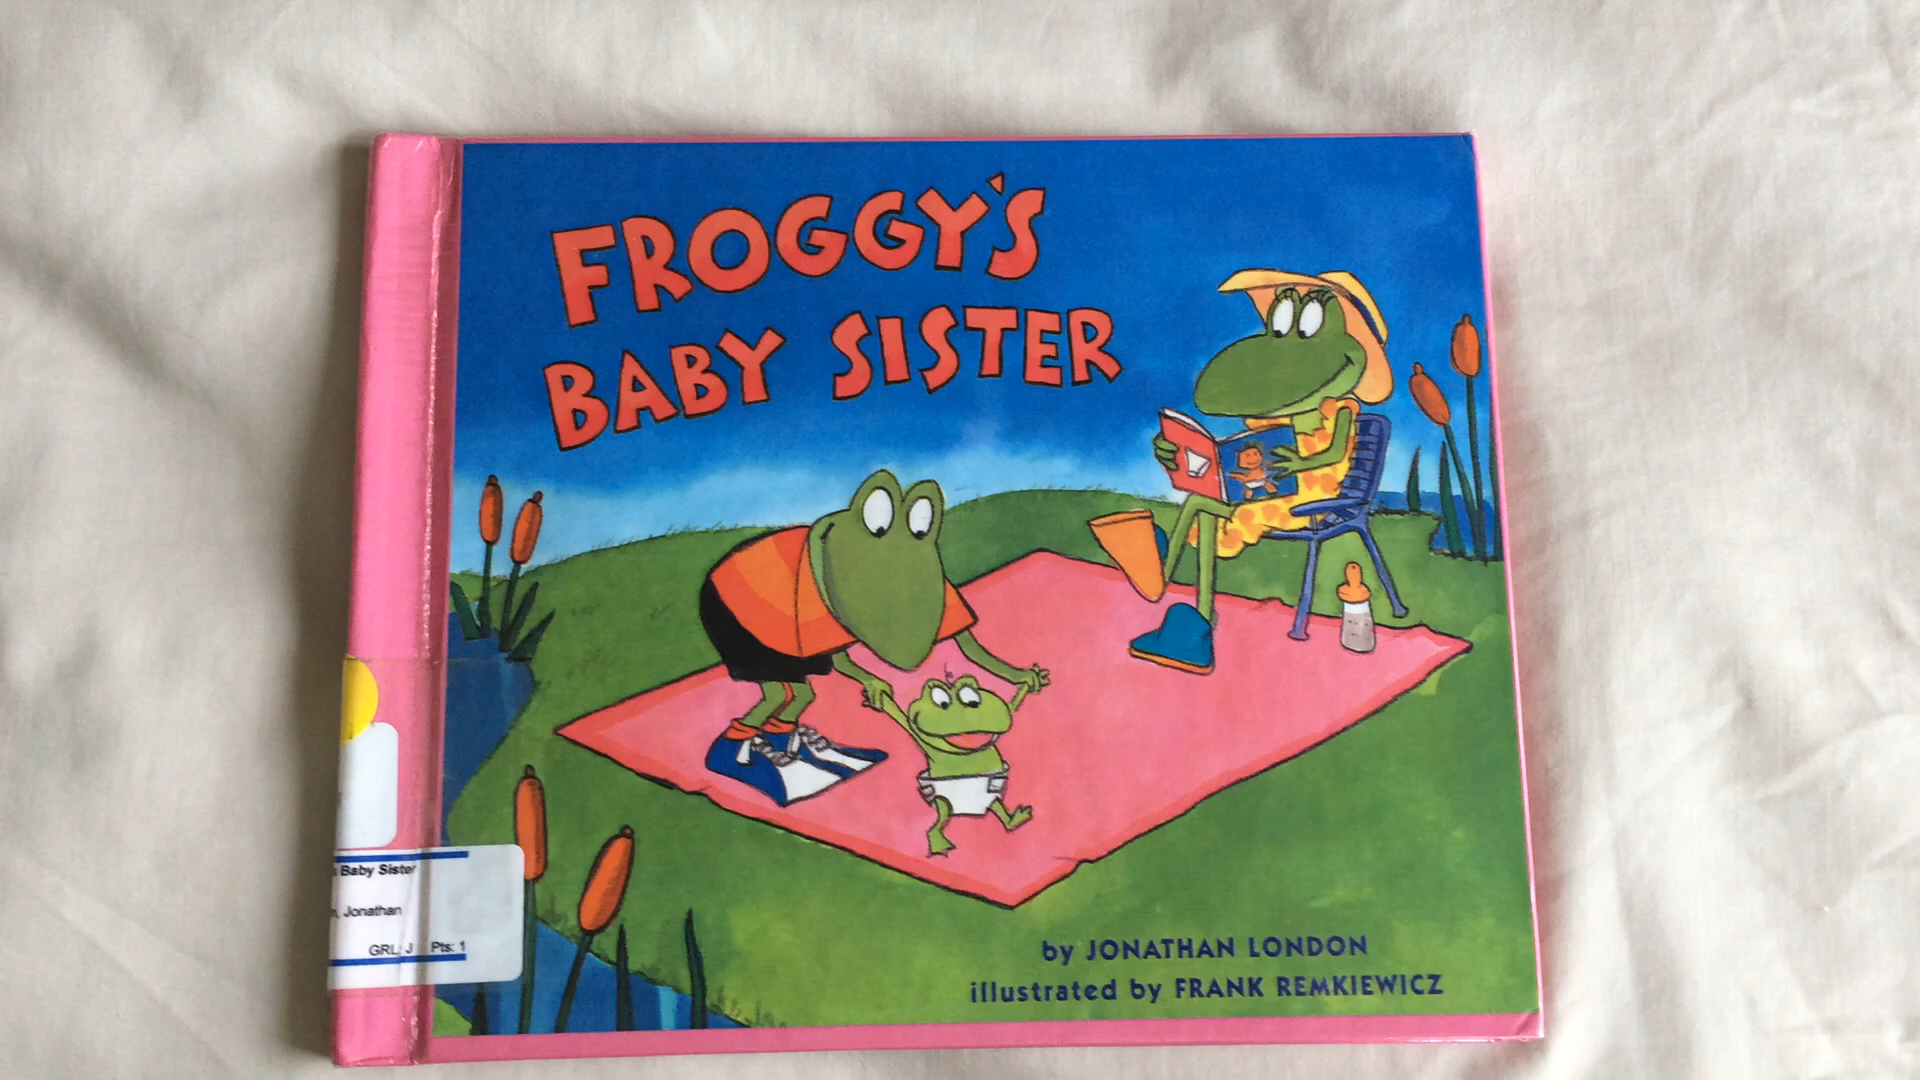 FROGGY'S
BABY SISTER
Baby Sister
Jonathan
GRL: J Pts: 1
by JONATHAN LONDON
illustrated by FRANK REMKIEWICZ